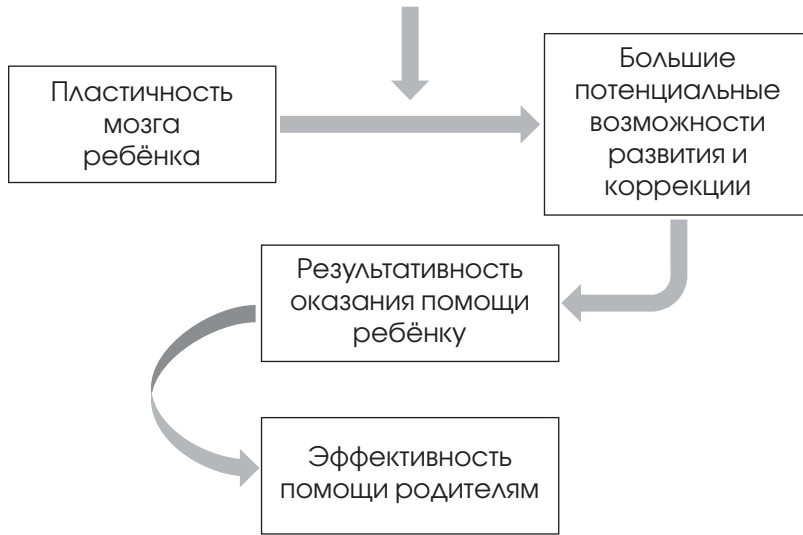 Пластичность
мозга
ребёнка
Большие
потенциальные
возможности
развития и
коррекции
Результативность
оказания помощи
ребёнку
Эффективность
помощи родителям